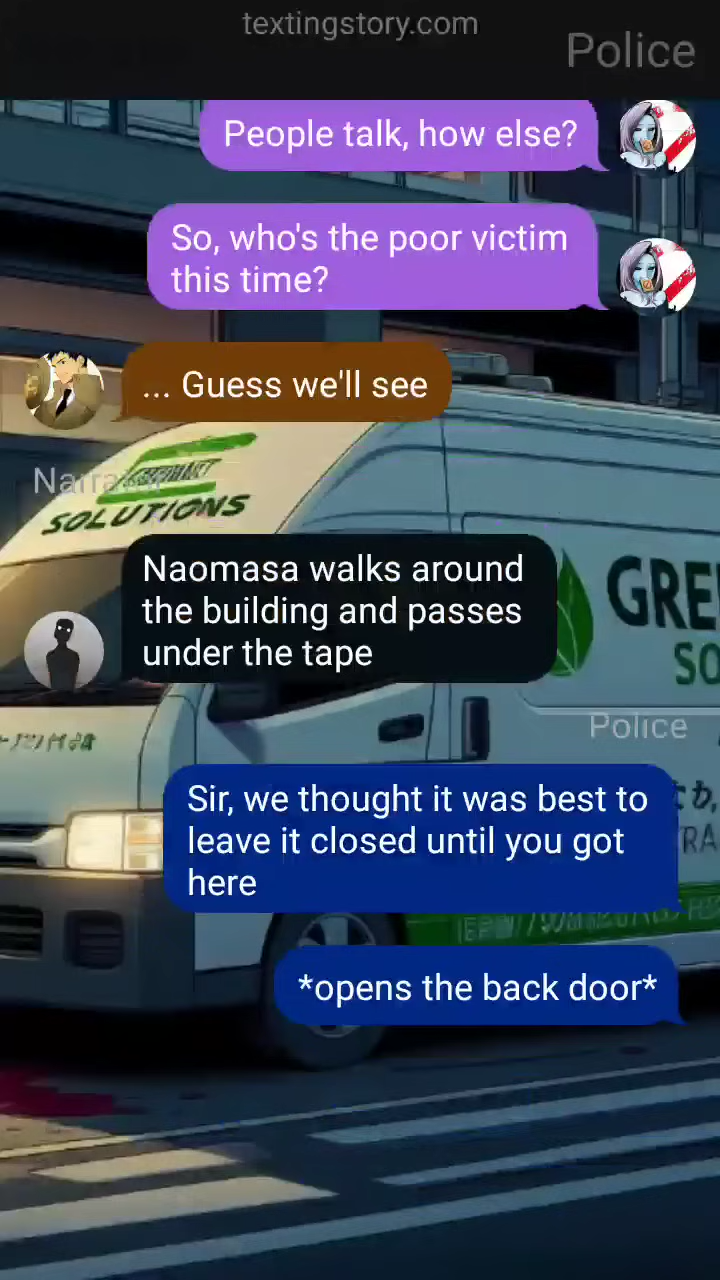 textingstory.com
Police
People talk, how else?
So, who's the poor victim
this time?
... Guess we'll see
SOLUTIONS
Naomasa walks around
the building and passes
under the tape
GRE
SO
Police
Sir, we thought it was best to
leave it closed until you got
here
*opens the back door*